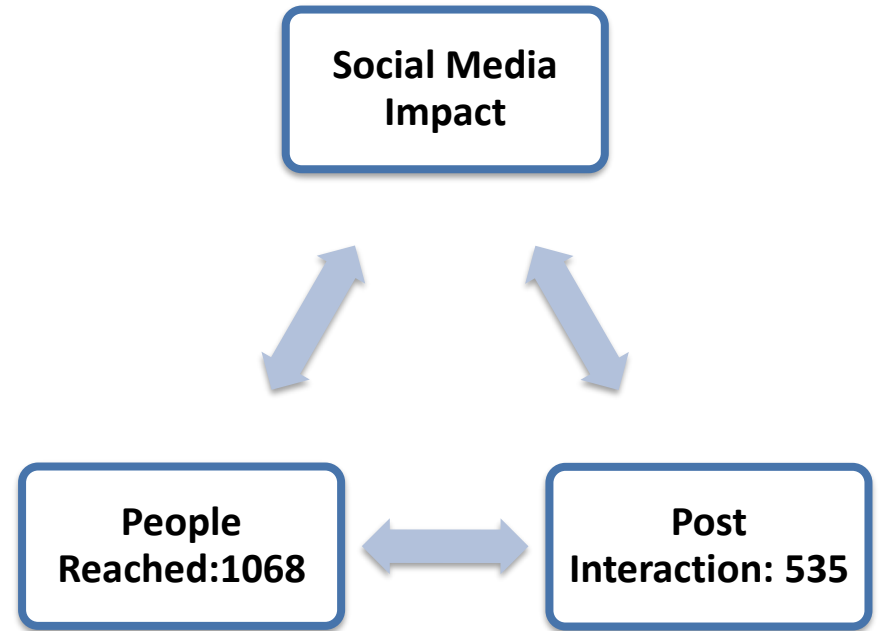 Social Media
Impact
People
Reached:1068
Post
Interaction: 535